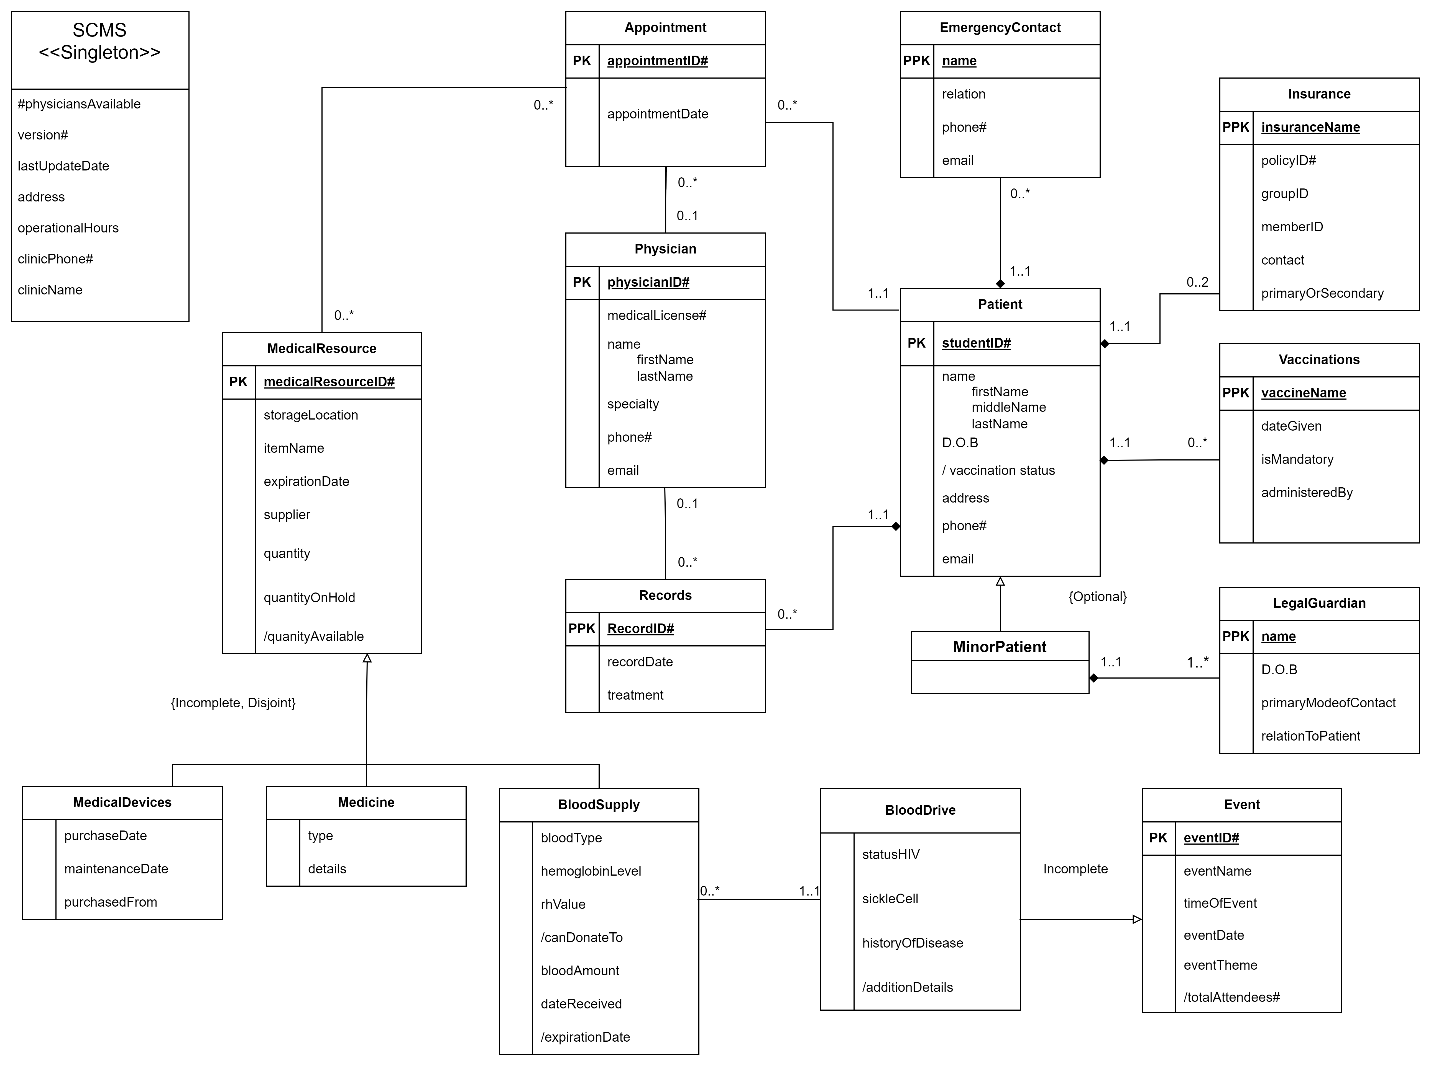 SCMS
<<Singleton>>
#physiciansAvailable
version#
lastUpdateDate
address
operationalHours
clinicPhone#
clinicName
Appointment
PK appointmentID#
appointmentDate
0..*
0..*
0..*
0..1
EmergencyContact
PPK name
relation
phone#
email
0..*
1..1
Insurance
PPK insuranceName
policyID#
groupID
memberID
contact
primaryOrSecondary
0..2
1..1
Physician
PK physicianID#
medicalLicense#
name
firstName
lastName
specialty
phone#
email
0..1
0..*
1..1
Patient
PK studentID#
name
firstName
middleName
lastName
D.O.B
/ vaccination status
address
phone#
email
1..1
0..*
1..1
Vaccinations
PPK vaccineName
dateGiven
isMandatory
administeredBy
0..*
MedicalResource
PK medicalResourceID#
storageLocation
itemName
expirationDate
supplier
quantity
quantityOnHold
/quanityAvailable
{Incomplete, Disjoint}
Records
PPK RecordID#
recordDate
treatment
0..*
{Optional}
MinorPatient
1..1
1..*
LegalGuardian
PPK name
D.O.B
primaryModeofContact
relationToPatient
MedicalDevices
purchaseDate
maintenanceDate
purchasedFrom
Medicine
type
details
BloodSupply
bloodType
hemoglobinLevel
rhValue
/canDonateTo
bloodAmount
dateReceived
/expirationDate
0..*
1..1
BloodDrive
statusHIV
sickleCell
historyOfDisease
/additionDetails
Incomplete
Event
PK eventID#
eventName
timeOfEvent
eventDate
eventTheme
/totalAttendees#